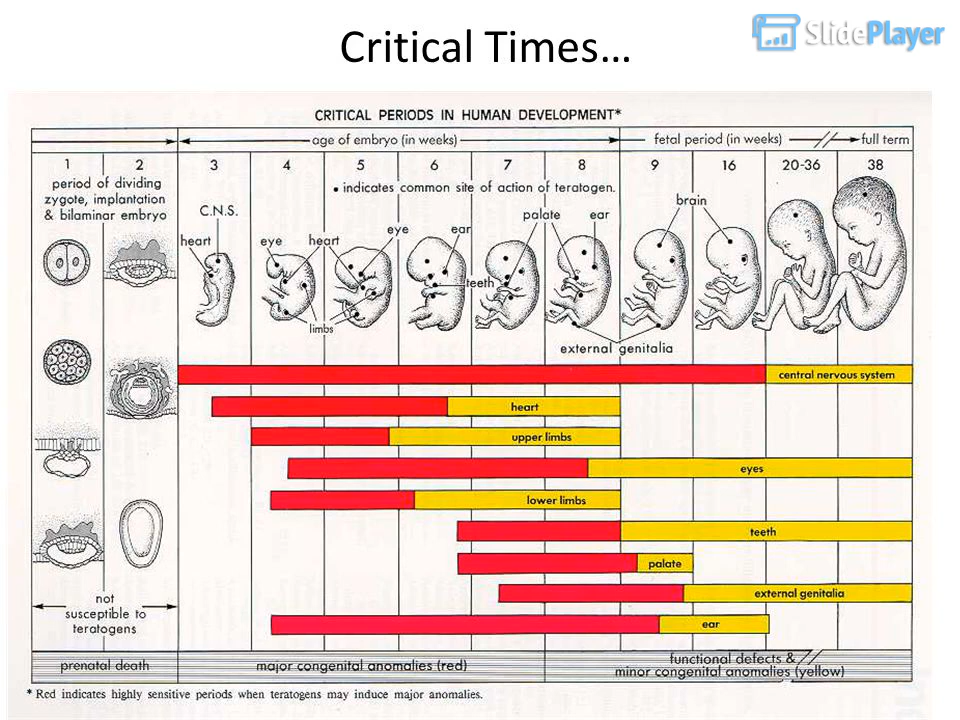 Critical Times...
SlidePlayer
CRITICAL PERIODS IN HUMAN DEVELOPMENT*
age of embryo (in weeks)
fetal period (in weeks)
full term
1 2 3 4 5 6 7 8 9 16 20-36 38
period of dividing
zygote, implantation
& bilaminar embryo
• indicates common site of action of teratogen.
C.N.S.
heart
eye
heart
limbs
eye
ear
teeth
palate
ear
external genitalia
brain
central nervous system
heart
upper limbs
eyes
lower limbs
teeth
palate
external genitalia
ear
not
susceptible to
teratogens
prenatal death
major congenital anomalies (red)
functional defects &
minor congenital anomalies (yellow)
* Red indicates highly sensitive periods when teratogens may induce major anomalies.